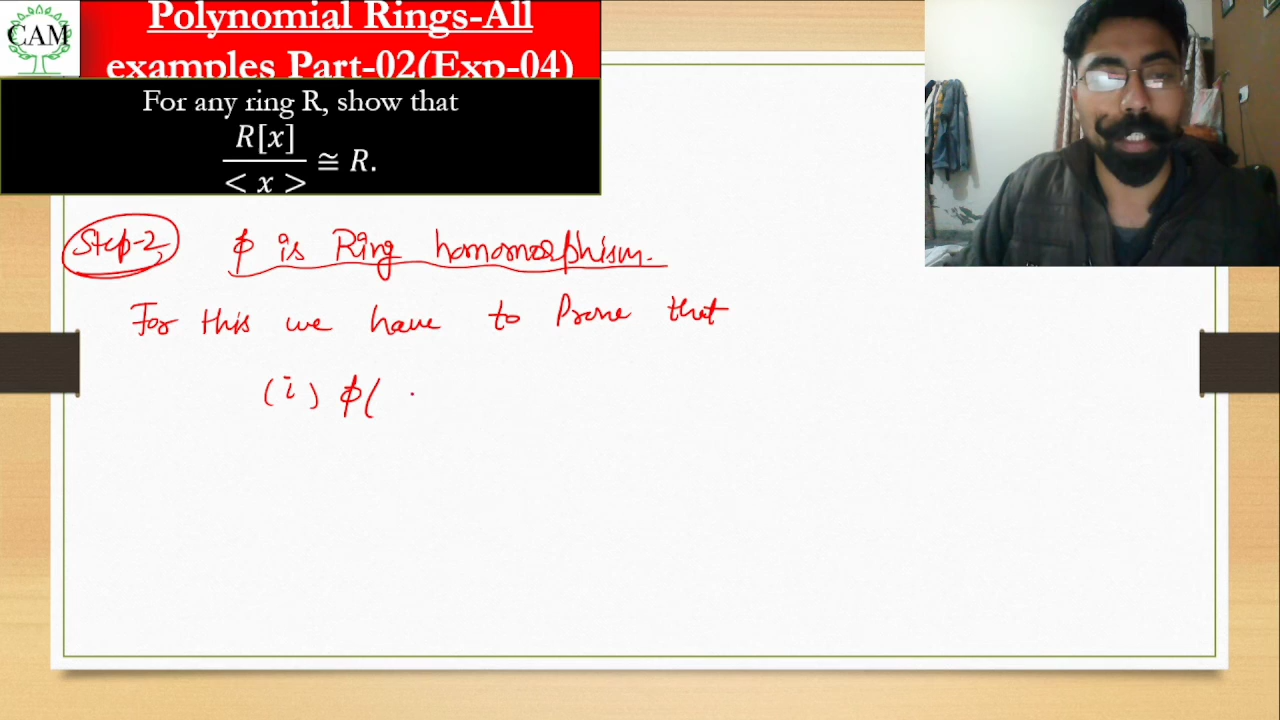 CAM
Polynomial Rings-All
examples Part-02(Exp-04)
For any ring R, show that
R[x]
< x >
≅ R.
Step-2
ϕ is Ring homomorphism.
For this we have to Prove that
(i) ϕ( .